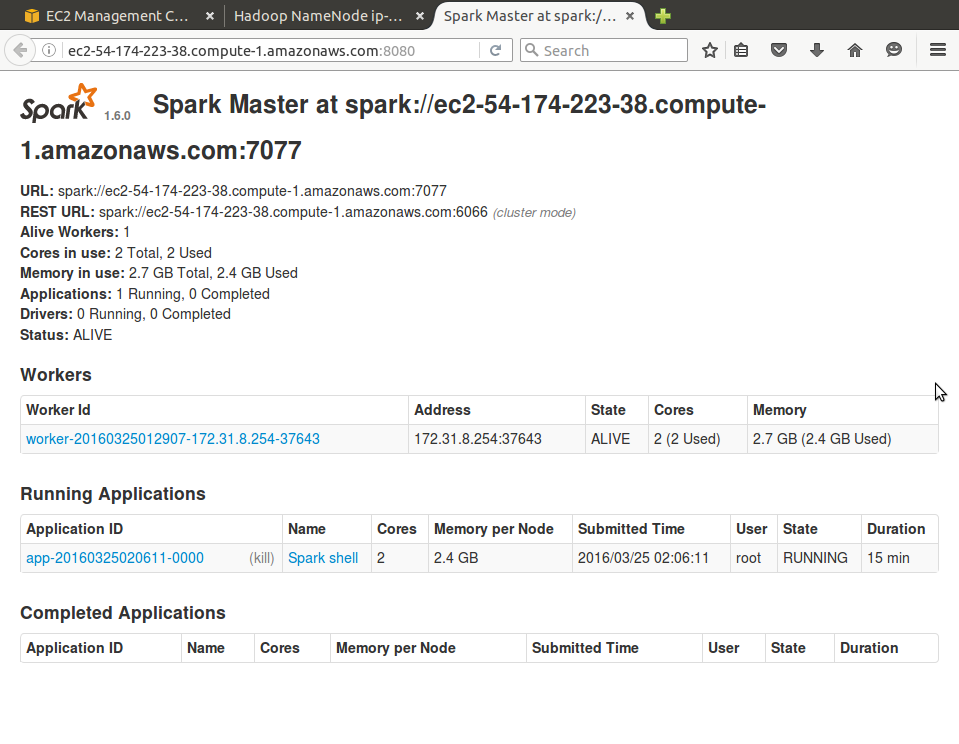 EC2 Management C... × Hadoop NameNode ip-... × Spark Master at spark:/... ×
ec2-54-174-223-38.compute-1.amazonaws.com:8080 Search
Spark 1.6.0 Spark Master at spark://ec2-54-174-223-38.compute-
1.amazonaws.com:7077
URL: spark://ec2-54-174-223-38.compute-1.amazonaws.com:7077
REST URL: spark://ec2-54-174-223-38.compute-1.amazonaws.com:6066 (cluster mode)
Alive Workers: 1
Cores in use: 2 Total, 2 Used
Memory in use: 2.7 GB Total, 2.4 GB Used
Applications: 1 Running, 0 Completed
Drivers: 0 Running, 0 Completed
Status: ALIVE
Workers
Worker Id Address State Cores Memory
worker-20160325012907-172.31.8.254-37643 172.31.8.254:37643 ALIVE 2 (2 Used) 2.7 GB (2.4 GB Used)
Running Applications
Application ID Name Cores Memory per Node Submitted Time User State Duration
app-20160325020611-0000 (kill) Spark shell 2 2.4 GB 2016/03/25 02:06:11 root RUNNING 15 min
Completed Applications
Application ID Name Cores Memory per Node Submitted Time User State Duration